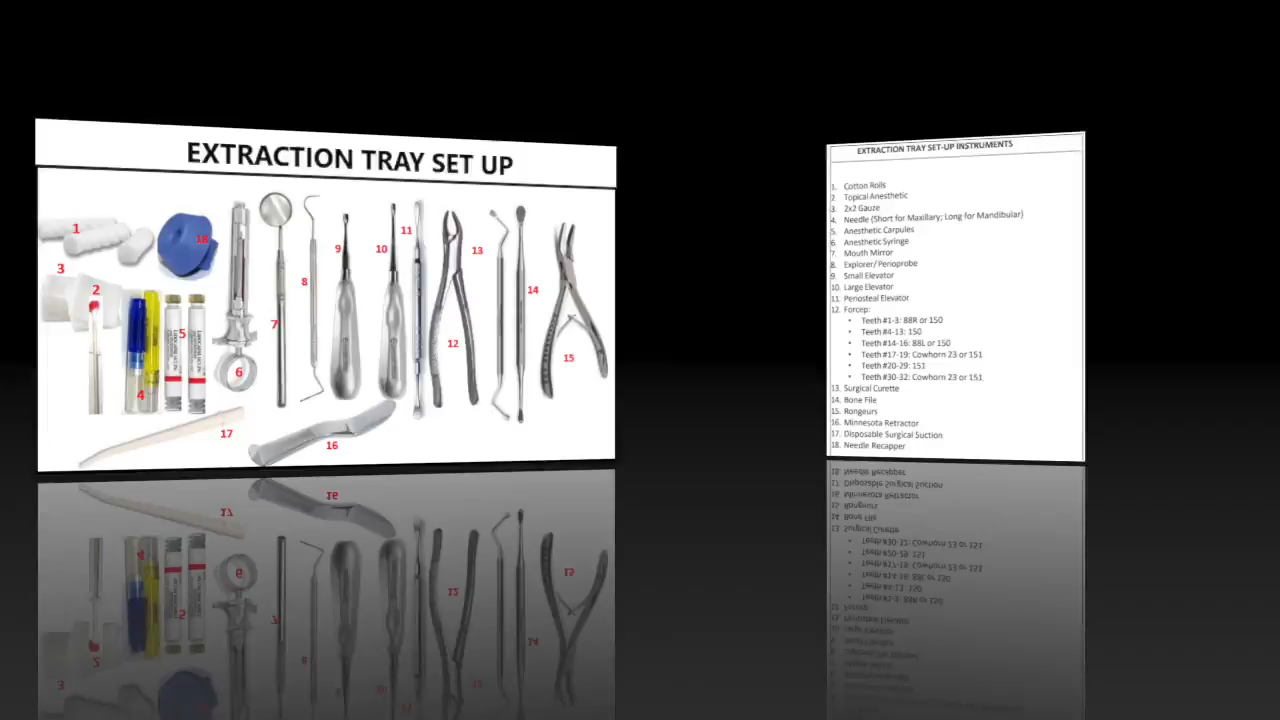 EXTRACTION TRAY SET UP
1
18
3
2
5
4
6
7
8
9
10
11
12
13
14
15
16
17
EXTRACTION TRAY SET-UP INSTRUMENTS
1. Cotton Rolls
2. Topical Anesthetic
3. 2x2 Gauze
4. Needle (Short for Maxillary; Long for Mandibular)
5. Anesthetic Carpules
6. Anesthetic Syringe
7. Mouth Mirror
8. Explorer/Perioprobe
9. Small Elevator
10. Large Elevator
11. Periosteal Elevator
12. Forcep:
• Teeth #1-3: 88R or 150
• Teeth #4-13: 150
• Teeth #14-16: 88L or 150
• Teeth #17-19: Cowhorn 23 or 151
• Teeth #20-29: 151
• Teeth #30-32: Cowhorn 23 or 151
13. Surgical Curette
14. Bone File
15. Rongeurs
16. Minnesota Retractor
17. Disposable Surgical Suction
18. Needle Recapper